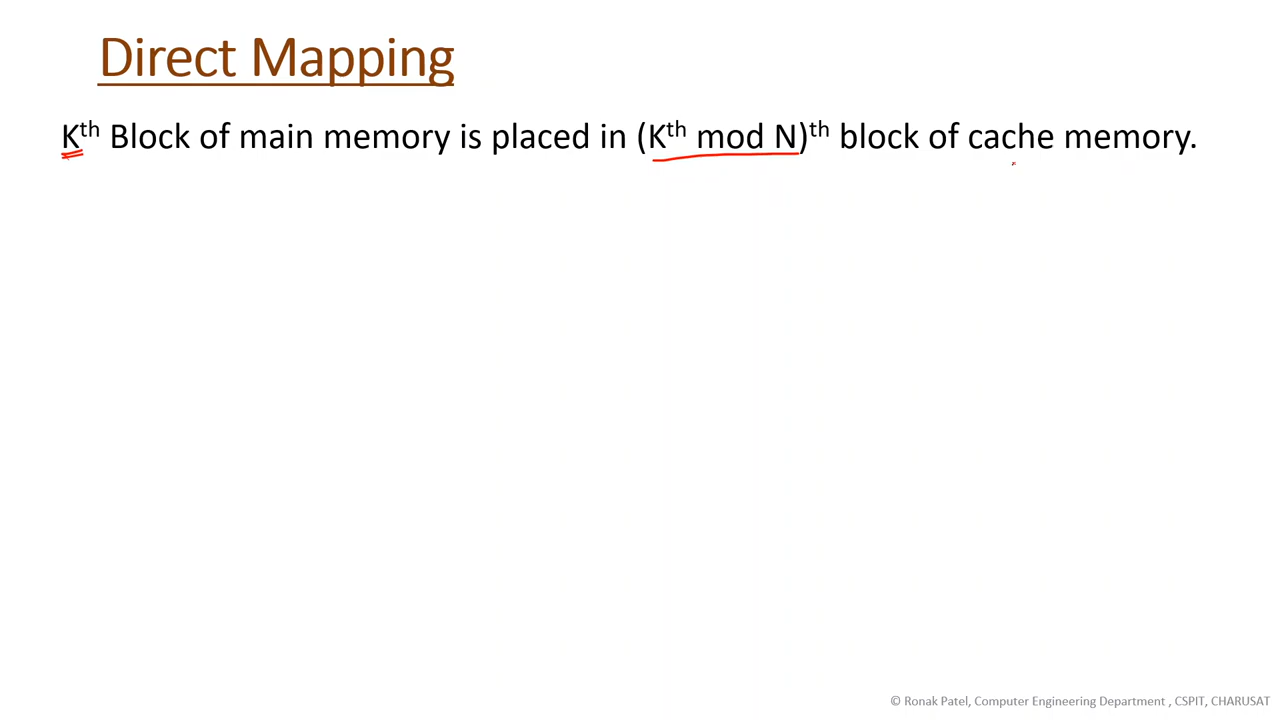 Direct Mapping
Kth Block of main memory is placed in (Kth mod N)th block of cache memory.
© Ronak Patel, Computer Engineering Department , CSPIT, CHARUSAT